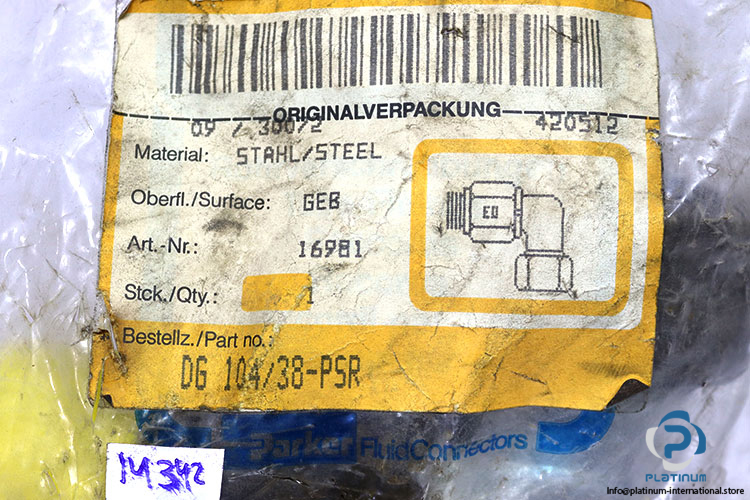 ORIGINALVERPACKUNG
09 / 300/2 420512
Material: STAHL/STEEL
Oberfl./Surface: GEB
EO
Art.-Nr.: 16981
Stck./Qty.: 1
Bestellz./Part no.:
DG 104/38-PSR
Parker FluidConnectors
14342
P
PLATINUM
Info@platinum-international.store